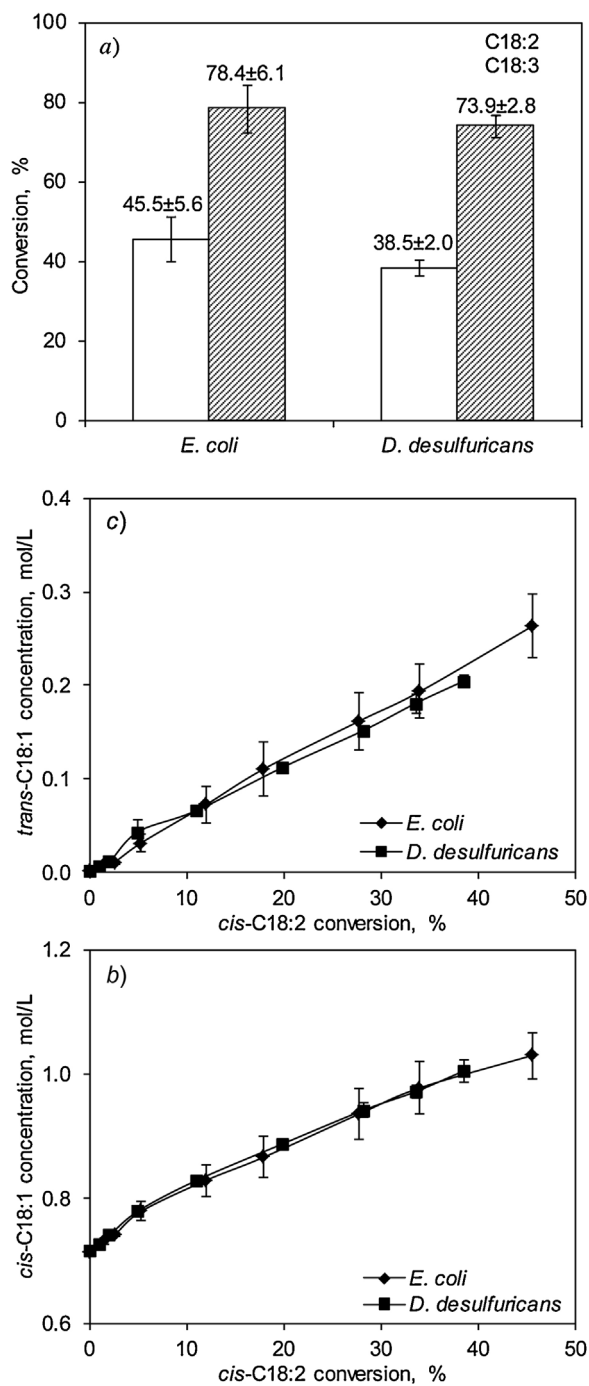 100
a)
C18:2
C18:3
78.4±6.1
73.9±2.8
80
60
45.5±5.6
38.5±2.0
40
20
0
Conversion, %
E. coli
D. desulfuricans
0.4
c)
0.3
0.2
0.1
0.0
trans-C18:1 concentration, mol/L
E. coli
D. desulfuricans
0 10 20 30 40 50
cis-C18:2 conversion, %
1.2
b)
1.0
0.8
0.6
cis-C18:1 concentration, mol/L
E. coli
D. desulfuricans
0 10 20 30 40 50
cis-C18:2 conversion, %